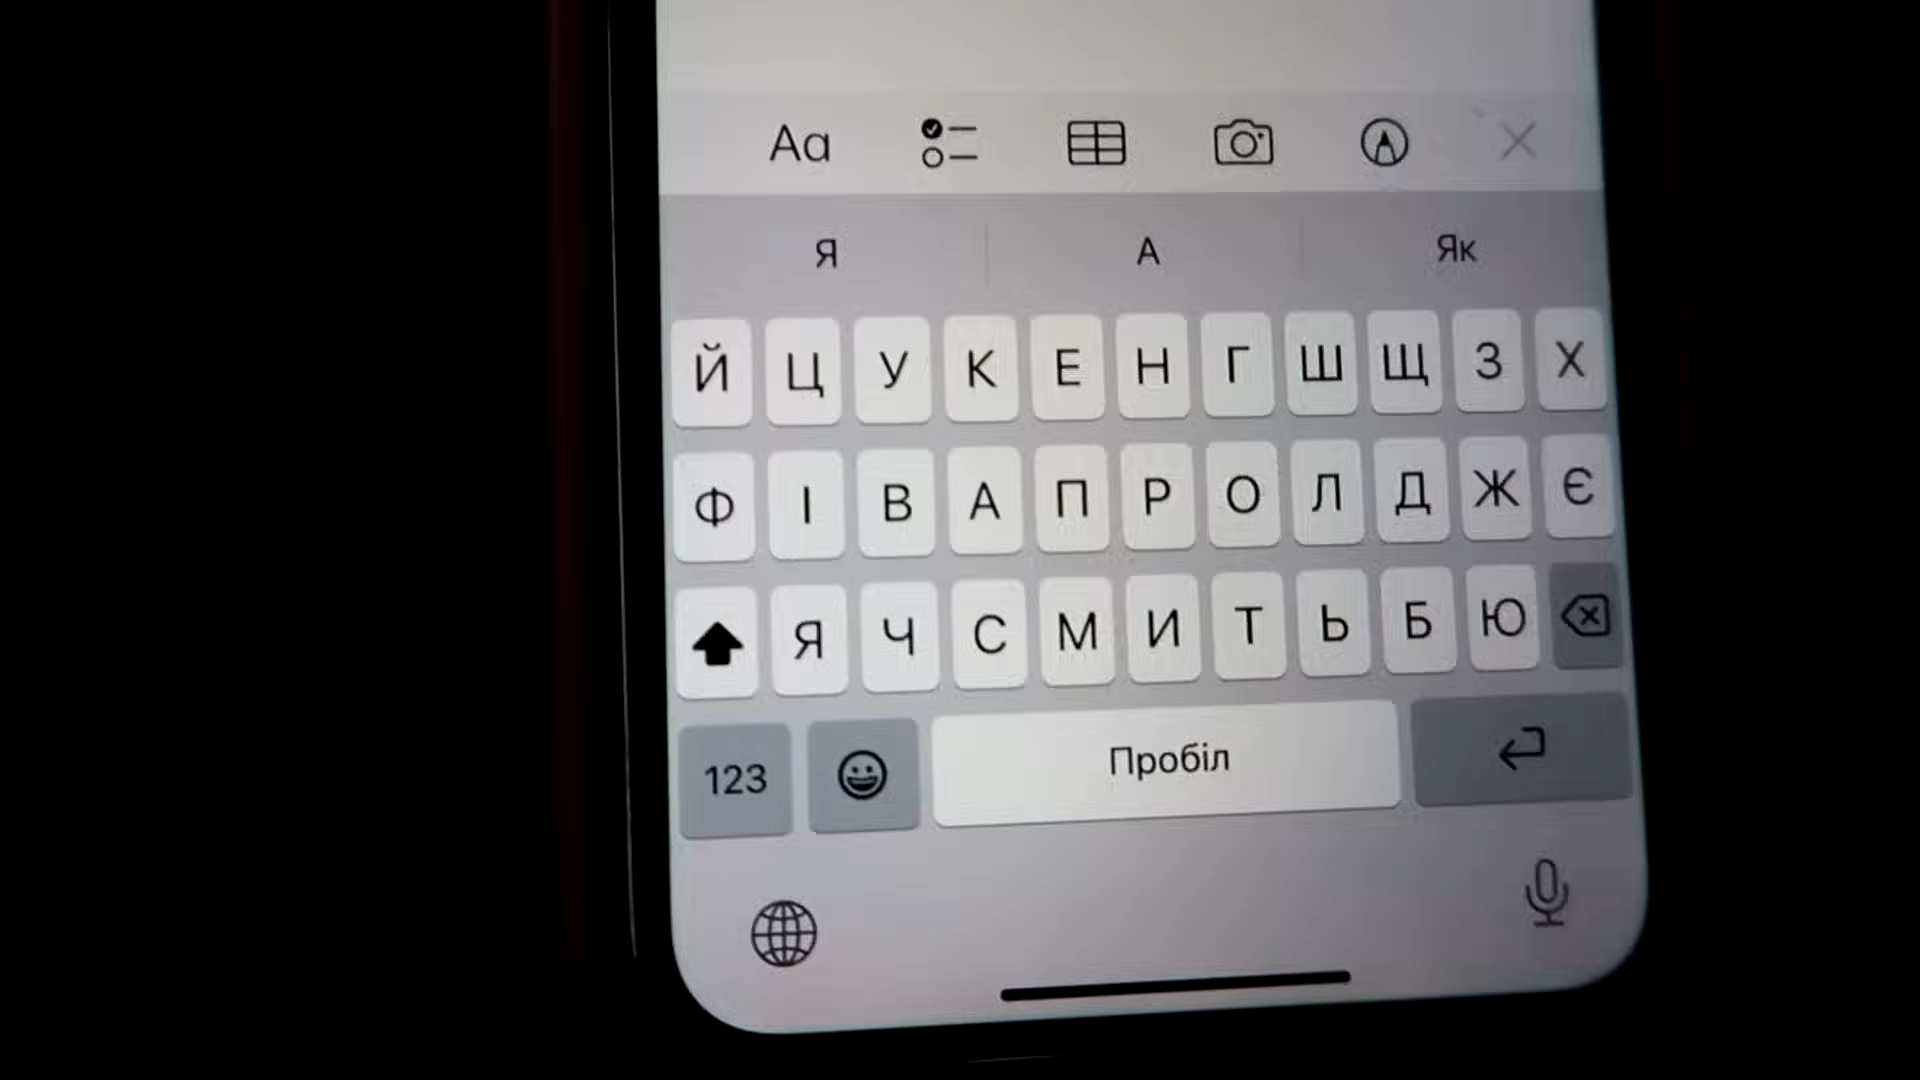 Aa
Я А Як
Й Ц У К Е Н Г Ш Щ З Х
Ф І В А П Р О Л Д Ж Є
Я Ч С М И Т Ь Б Ю
123 Пробіл